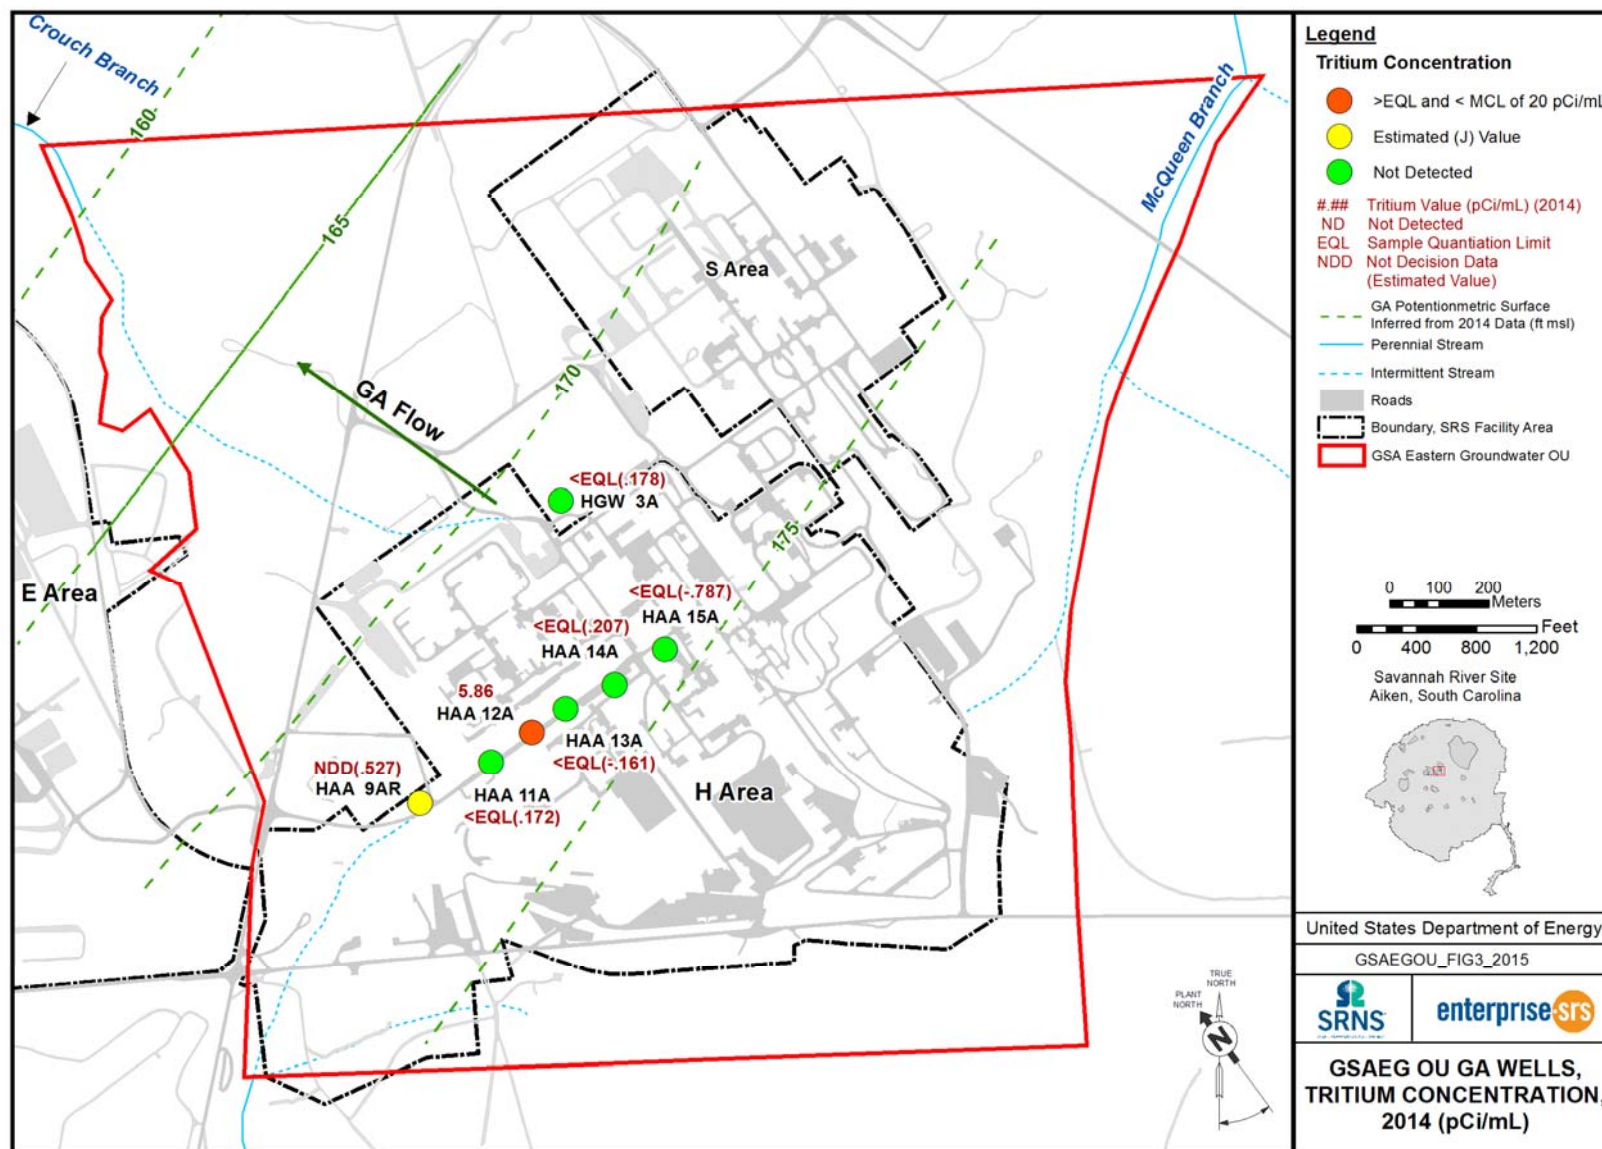 Crouch Branch
160
165
McQueen Branch
S Area
170
GA Flow
<EQL(.178)
HGW 3A
175
E Area
<EQL(-.787)
HAA 15A
<EQL(.207)
HAA 14A
5.86
HAA 12A
HAA 13A
<EQL(-.161)
NDD(.527)
HAA 9AR
HAA 11A
<EQL(.172)
H Area
TRUE
NORTH
PLANT
NORTH
N
Legend
Tritium Concentration
>EQL and < MCL of 20 pCi/mL
Estimated (J) Value
Not Detected
#.## Tritium Value (pCi/mL) (2014)
ND Not Detected
EQL Sample Quantiation Limit
NDD Not Decision Data
(Estimated Value)
GA Potentionmetric Surface
Inferred from 2014 Data (ft msl)
Perennial Stream
Intermittent Stream
Roads
Boundary, SRS Facility Area
GSA Eastern Groundwater OU
0 100 200
Meters
Feet
0 400 800 1,200
Savannah River Site
Aiken, South Carolina
United States Department of Energy
GSAEGOU_FIG3_2015
SRNS
enterprise·srs
GSAEG OU GA WELLS,
TRITIUM CONCENTRATION,
2014 (pCi/mL)